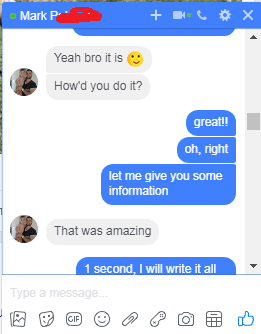 Mark P
Yeah bro it is
How'd you do it?
great!!
oh, right
let me give you some
information
That was amazing
1 second, I will write it all
Type a message...
GIF